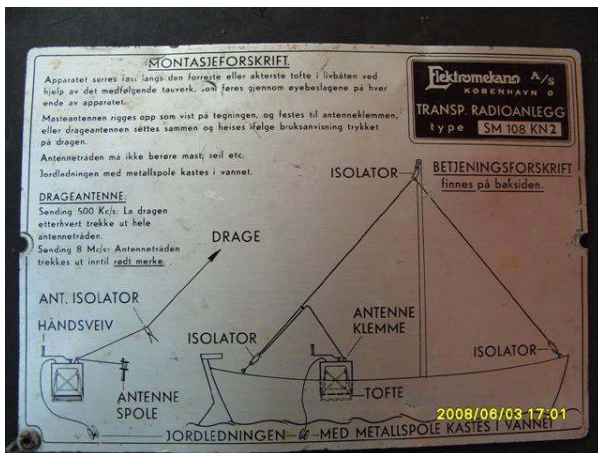 MONTASJEFORSKRIFT.
Apparatet surres fast langs den forreste eller akterste tofte i livbåten ved
hjelp av det medfølgende tauverk, som føres gjennom øyebeslagene på hver
ende av apparatet.
Masteantennen rigges opp som vist på tegningen, og festes til antenneklemmen,
eller drageantennen settes sammen og heises ifølge bruksanvisning trykket
på dragen.
Antennetråden må ikke berøre mast, seil etc.
Jordledningen med metallspole kastes i vannet.
Elektromekano A/S
KØBENHAVN Ø
TRANSP. RADIOANLEGG
type SM 108 KN2
BETJENINGSFORSKRIFT
finnes på baksiden.
DRAGEANTENNE:
Sending 500 Kc/s: La dragen
etterhvert trekke ut hele
antennetråden.
Sending 8 Mc/s: Antennetråden
trekkes ut inntil rødt merke.
DRAGE
ANT. ISOLATOR
HÅNDSVEIV
ANTENNE
SPOLE
ISOLATOR
ISOLATOR
ANTENNE
KLEMME
ISOLATOR
TOFTE
JORDLEDNINGEN MED METALLSPOLE KASTES I VANNET
2008/06/03 17:01